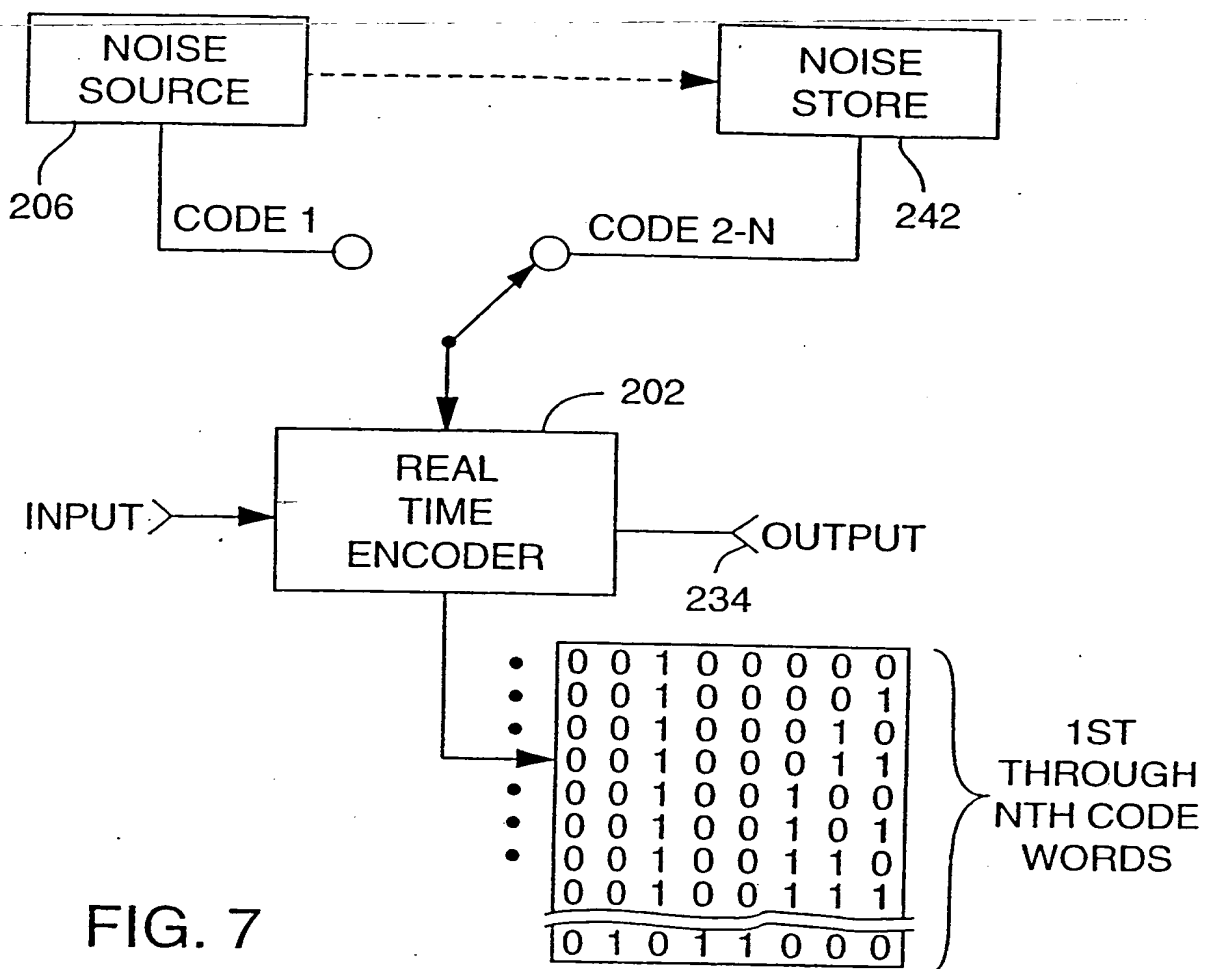 NOISE
SOURCE
NOISE
STORE
206
242
CODE 1
CODE 2-N
202
REAL
TIME
ENCODER
INPUT
OUTPUT
234
0 0 1 0 0 0 0 0
0 0 1 0 0 0 0 1
0 0 1 0 0 0 1 0
0 0 1 0 0 0 1 1
0 0 1 0 0 1 0 0
0 0 1 0 0 1 0 1
0 0 1 0 0 1 1 0
0 0 1 0 0 1 1 1
0 1 0 1 1 0 0 0
1ST
THROUGH
NTH CODE
WORDS
FIG. 7